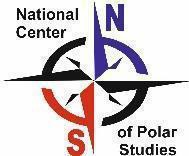 National
Center
N
S
of Polar
Studies